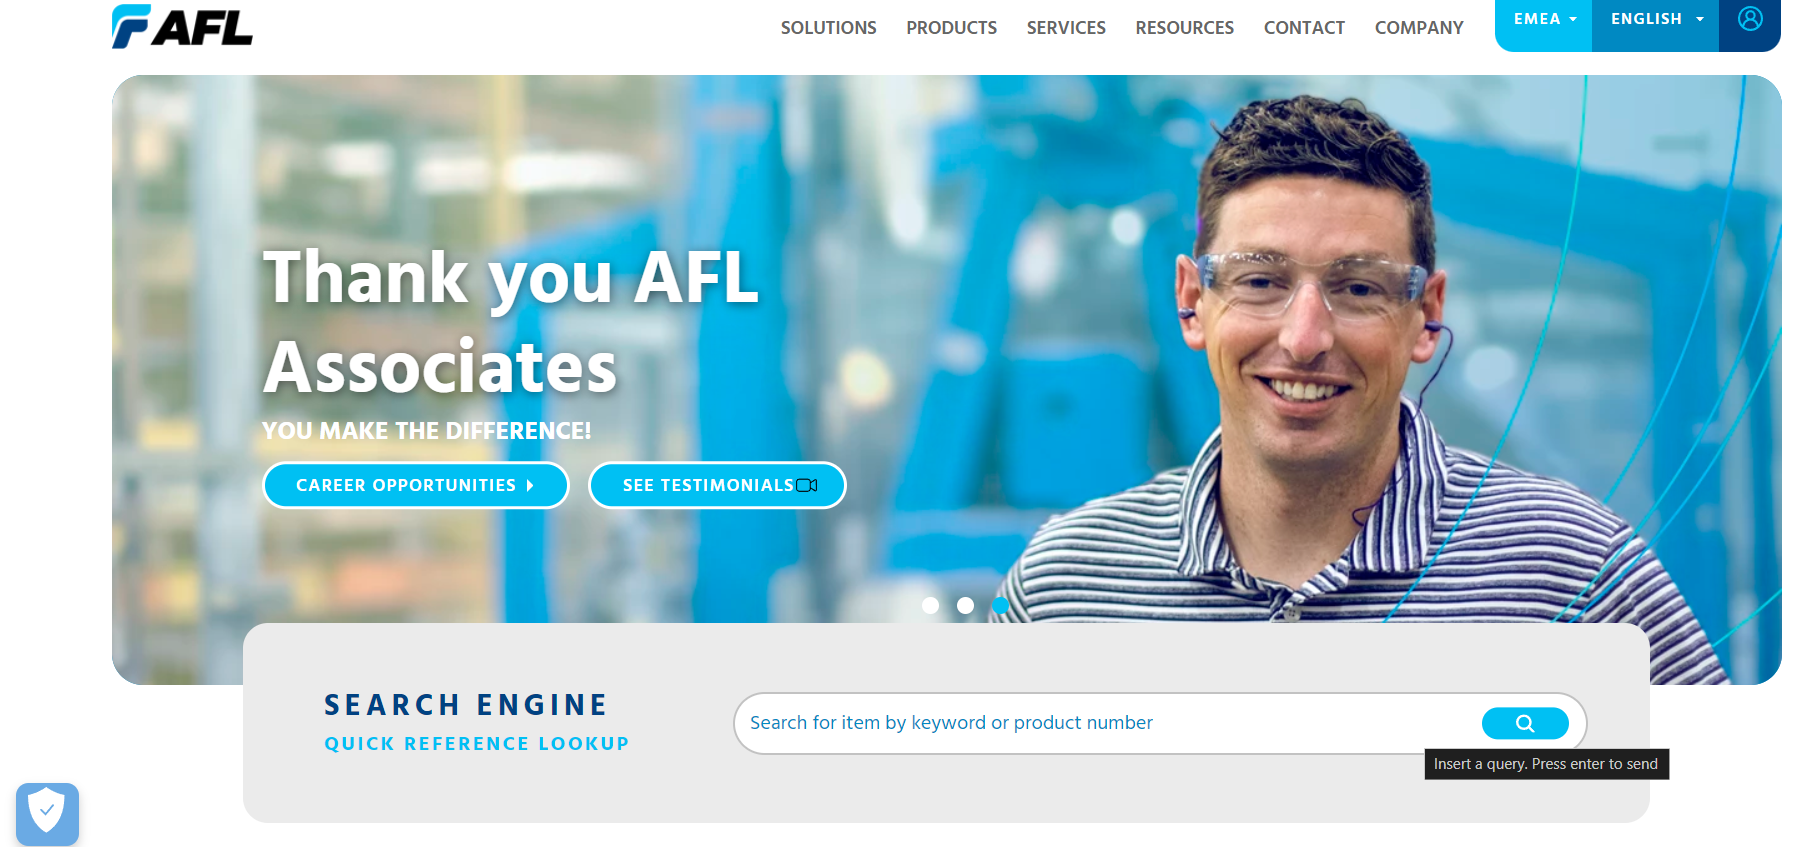 AFL
SOLUTIONS PRODUCTS SERVICES RESOURCES CONTACT COMPANY EMEA ENGLISH
Thank you AFL
Associates
YOU MAKE THE DIFFERENCE!
CAREER OPPORTUNITIES SEE TESTIMONIALS
SEARCH ENGINE
QUICK REFERENCE LOOKUP
Search for item by keyword or product number
Insert a query. Press enter to send